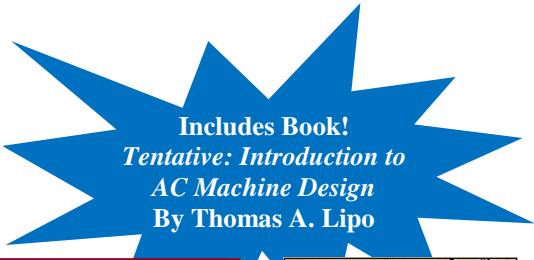 Includes Book!
Tentative: Introduction to
AC Machine Design
By Thomas A. Lipo